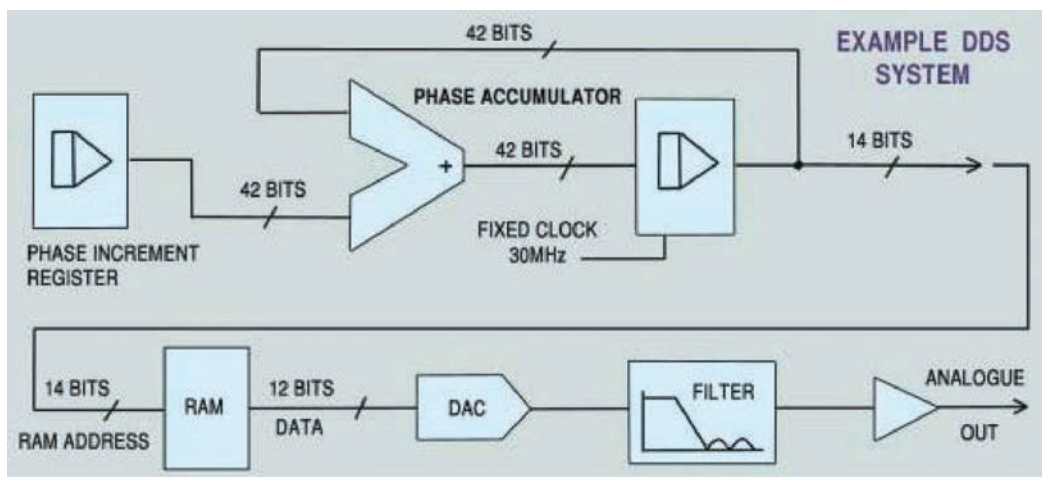 42 BITS
EXAMPLE DDS
SYSTEM
PHASE ACCUMULATOR
42 BITS
14 BITS
+
42 BITS
FIXED CLOCK
30MHz
PHASE INCREMENT
REGISTER
14 BITS
RAM
12 BITS
DAC
FILTER
ANALOGUE
RAM ADDRESS
DATA
OUT